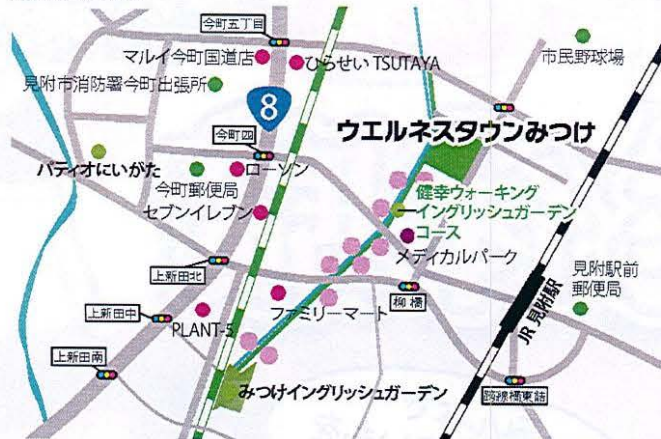 今町五丁目
マルイ今町国道店
ひらせいTSUTAYA
市民野球場
見附市消防署今町出張所
8
ウエルネスタウンみつけ
今町四
パティオにいがた
ローソン
今町郵便局
セブンイレブン
健幸ウォーキング
イングリッシュガーデン
コース
メディカルパーク
上新田北
見附駅前
郵便局
柳橋
JR 見附駅
上新田中
PLANT-5
ファミリーマート
上新田南
みつけイングリッシュガーデン
跨線橋東詰